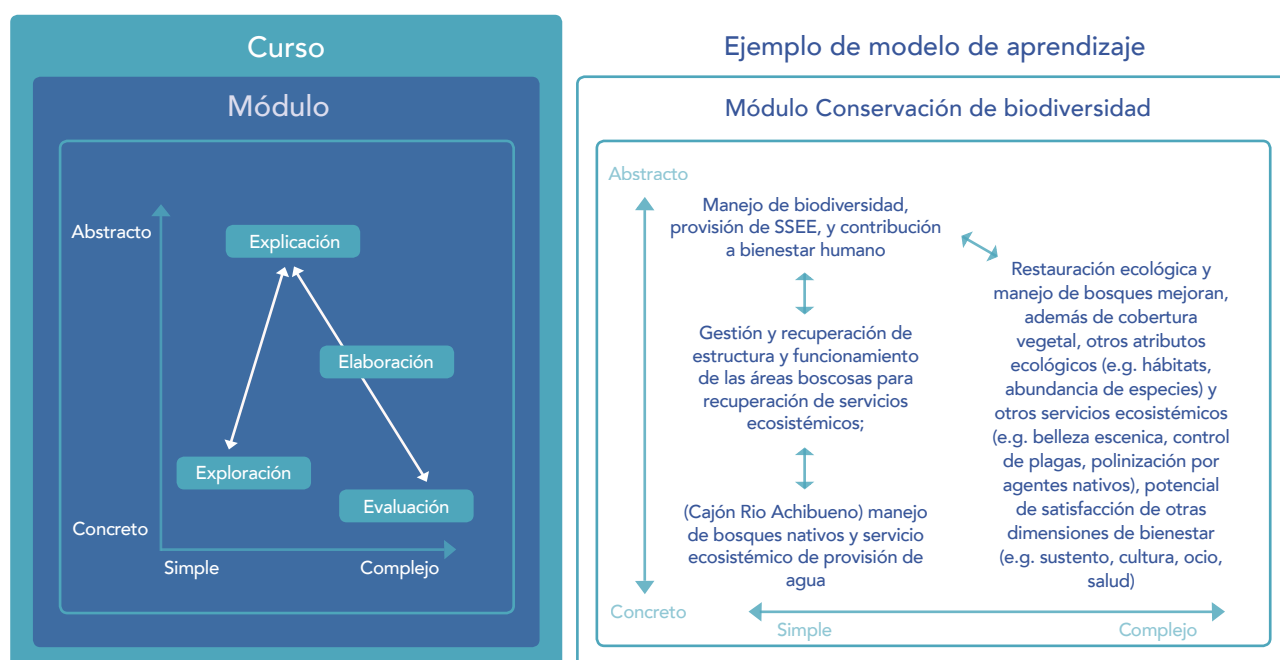 Curso
Módulo
Abstracto
Explicación
Elaboración
Exploración
Evaluación
Concreto
Simple
Complejo
Ejemplo de modelo de aprendizaje
Módulo Conservación de biodiversidad
Abstracto
Manejo de biodiversidad,
provisión de SSEE, y contribución
a bienestar humano
Gestión y recuperación de
estructura y funcionamiento
de las áreas boscosas para
recuperación de servicios
ecosistémicos;
(Cajón Rio Achibueno) manejo
de bosques nativos y servicio
ecosistémico de provisión de
agua
Restauración ecológica y
manejo de bosques mejoran,
además de cobertura
vegetal, otros atributos
ecológicos (e.g. hábitats,
abundancia de especies) y
otros servicios ecosistémicos
(e.g. belleza escenica, control
de plagas, polinización por
agentes nativos), potencial
de satisfacción de otras
dimensiones de bienestar
(e.g. sustento, cultura, ocio,
salud)
Concreto
Simple
Complejo